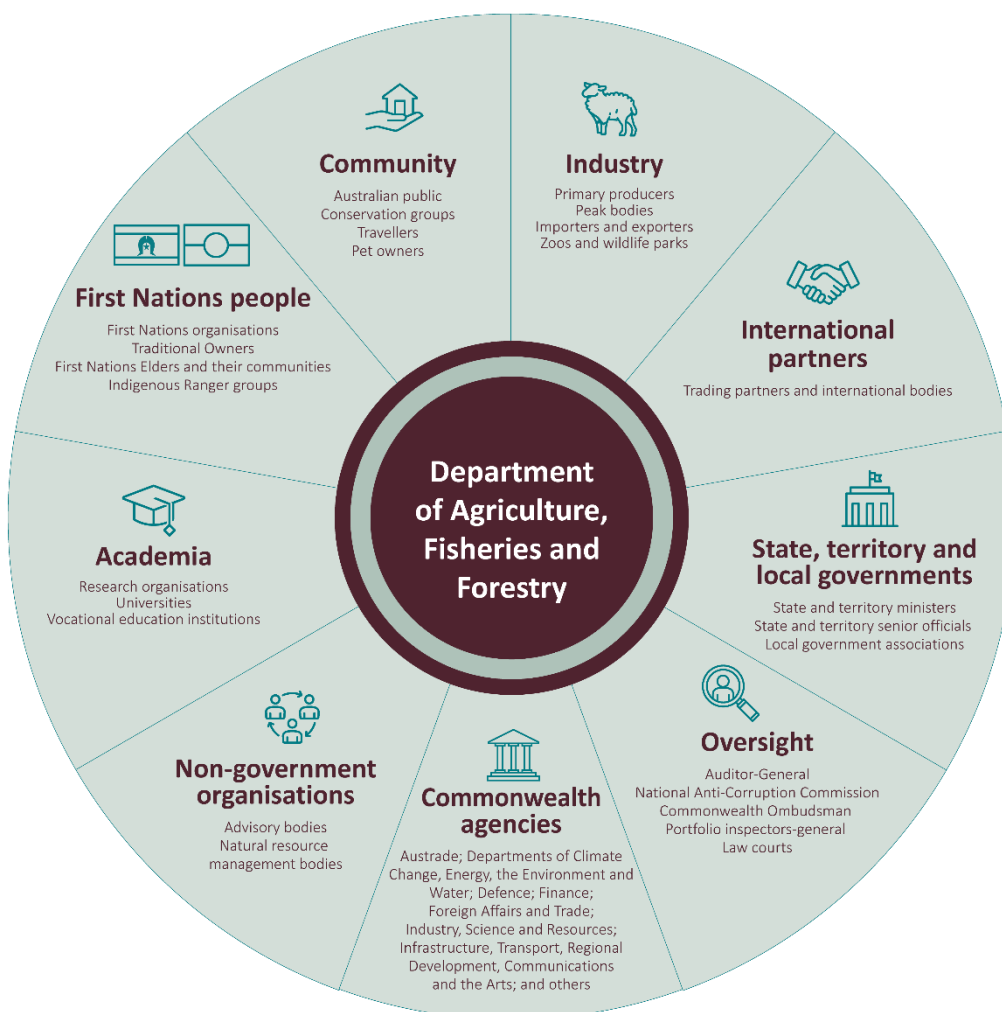 Community
Australian public
Conservation groups
Travellers
Pet owners
Industry
Primary producers
Peak bodies
Importers and exporters
Zoos and wildlife parks
International
partners
Trading partners and international bodies
State, territory and
local governments
State and territory ministers
State and territory senior officials
Local government associations
Oversight
Auditor-General
National Anti-Corruption Commission
Commonwealth Ombudsman
Portfolio inspectors-general
Law courts
Commonwealth
agencies
Austrade; Departments of Climate
Change, Energy, the Environment and
Water; Defence; Finance;
Foreign Affairs and Trade;
Industry, Science and Resources;
Infrastructure, Transport, Regional
Development, Communications
and the Arts; and others
Non-government
organisations
Advisory bodies
Natural resource
management bodies
Academia
Research organisations
Universities
Vocational education institutions
First Nations people
First Nations organisations
Traditional Owners
First Nations Elders and their communities
Indigenous Ranger groups
Department
of Agriculture,
Fisheries and
Forestry